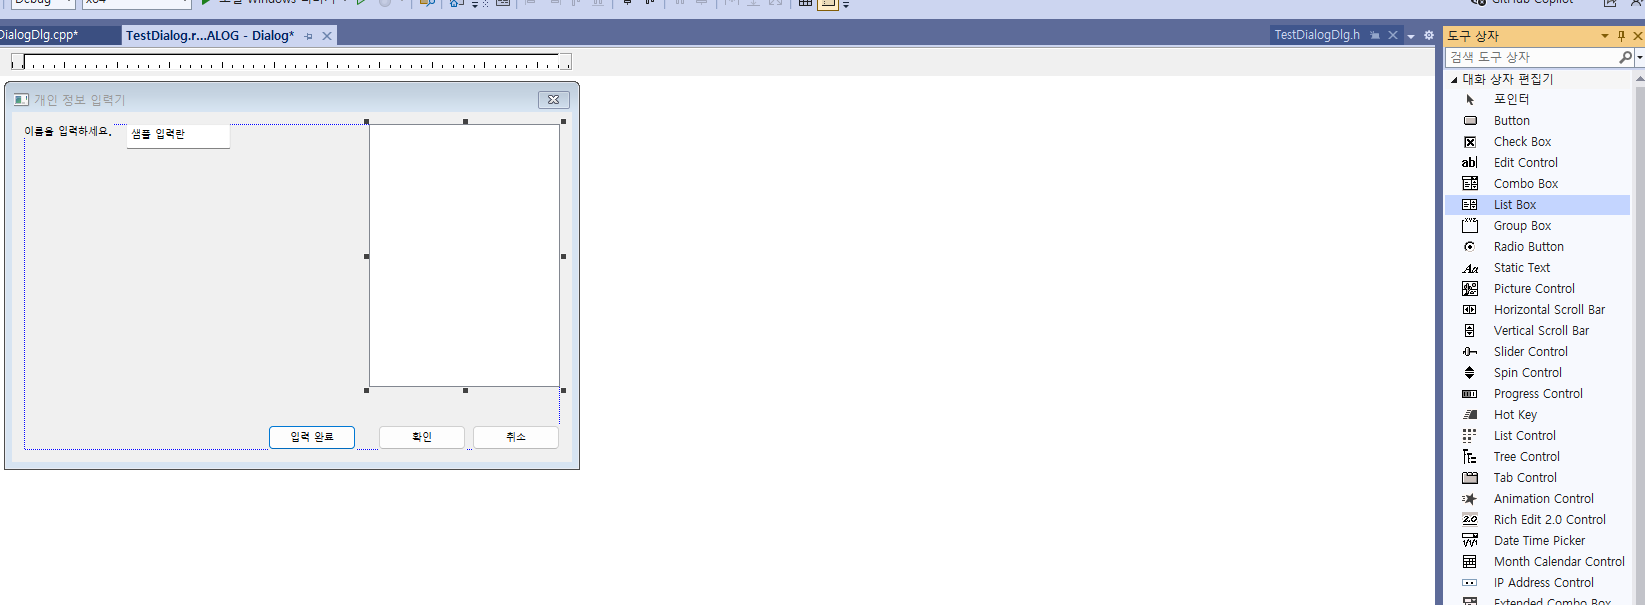 Debug
x64
GitHub Copilot
DialogDlg.cpp*
TestDialog.r...ALOG - Dialog*
TestDialogDlg.h
도구 상자
검색 도구 상자
대화 상자 편집기
포인터
Button
Check Box
Edit Control
Combo Box
List Box
Group Box
Radio Button
Static Text
Picture Control
Horizontal Scroll Bar
Vertical Scroll Bar
Slider Control
Spin Control
Progress Control
Hot Key
List Control
Tree Control
Tab Control
Animation Control
Rich Edit 2.0 Control
Date Time Picker
Month Calendar Control
IP Address Control
Extended Combo Box
개인 정보 입력기
이름을 입력하세요.
샘플 입력란
입력 완료
확인
취소